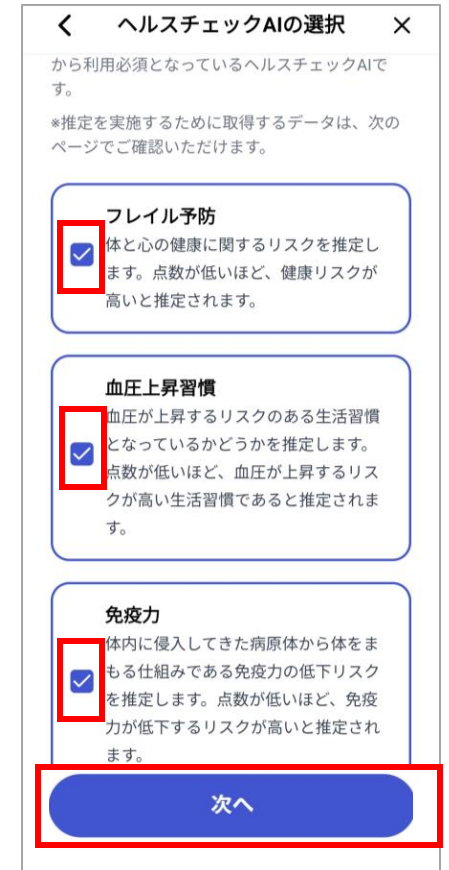 ヘルスチェックAIの選択
から利用必須となっているヘルスチェックAIで
す。
※推定を実施するために取得するデータは、次の
ページでご確認いただけます。
フレイル予防
体と心の健康に関するリスクを推定し
ます。点数が低いほど、健康リスクが
高いと推定されます。
血圧上昇習慣
血圧が上昇するリスクのある生活習慣
となっているかどうかを推定します。
点数が低いほど、血圧が上昇するリス
クが高い生活習慣であると推定されま
す。
免疫力
体内に侵入してきた病原体から体をま
もる仕組みである免疫力の低下リスク
を推定します。点数が低いほど、免疫
力が低下するリスクが高いと推定され
ます。
次へ